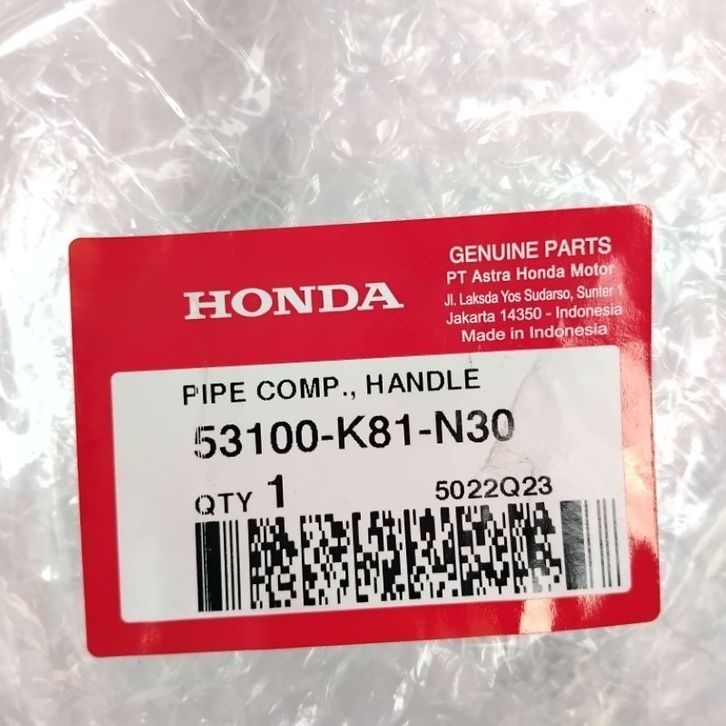 HONDA
GENUINE PARTS
PT Astra Honda Motor
Jl. Laksda Yos Sudarso, Sunter 1
Jakarta 14350 - Indonesia
Made in Indonesia
PIPE COMP., HANDLE
53100-K81-N30
QTY 1
5022Q23